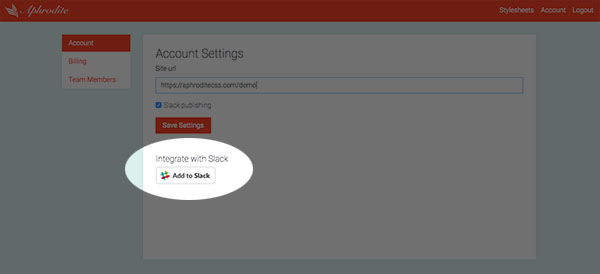 Aphrodite
Stylesheets Account Logout
Account
Billing
Team Members
Account Settings
Site url
https://aphroditecss.com/demo
Slack publishing
Save Settings
Integrate with Slack
Add to Slack